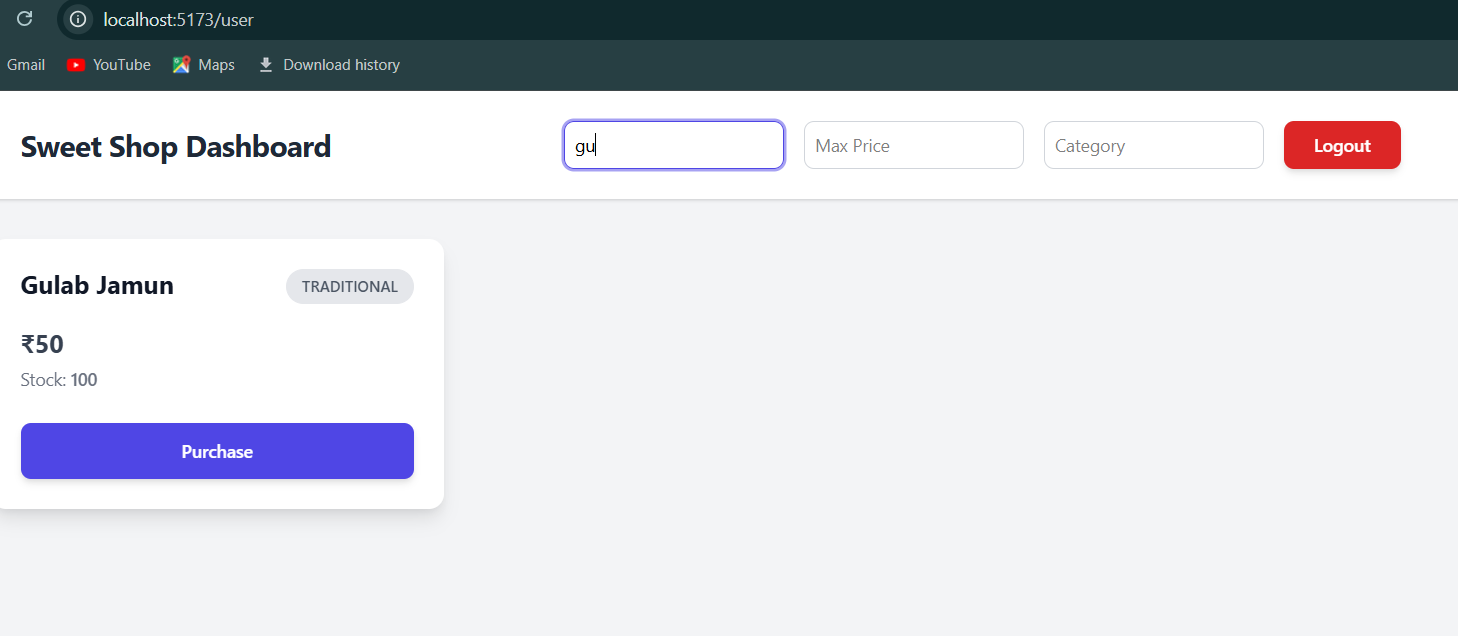 localhost:5173/user
Gmail YouTube Maps Download history
Sweet Shop Dashboard gu Max Price Category Logout
Gulab Jamun TRADITIONAL
₹50
Stock: 100
Purchase